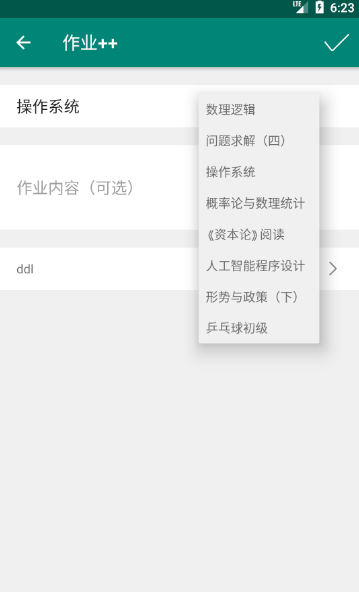 LTE 6:23
作业++
操作系统
作业内容（可选）
ddl
数理逻辑
问题求解（四）
操作系统
概率论与数理统计
《资本论》阅读
人工智能程序设计
形势与政策（下）
乒乓球初级